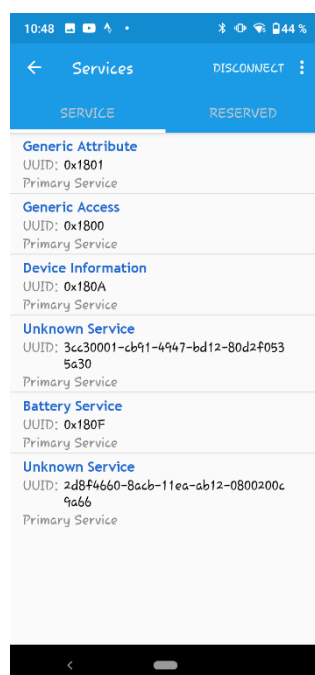 10:48 44 %
Services DISCONNECT
SERVICE RESERVED
Generic Attribute
UUID: 0x1801
Primary Service
Generic Access
UUID: 0x1800
Primary Service
Device Information
UUID: 0x180A
Primary Service
Unknown Service
UUID: 3cc30001-cb91-4947-bd12-80d2f053
5a30
Primary Service
Battery Service
UUID: 0x180F
Primary Service
Unknown Service
UUID: 2d8f4660-8acb-11ea-ab12-0800200c
9a66
Primary Service